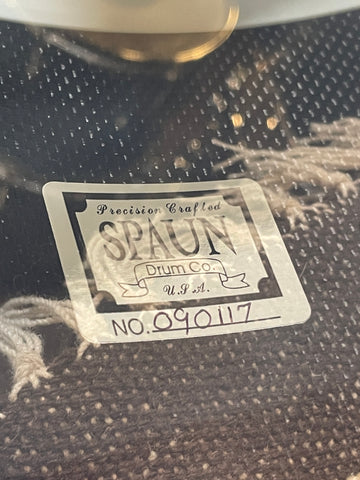 Precision Crafted
SPAUN
Drum Co.
U.S.A.
NO. 090117